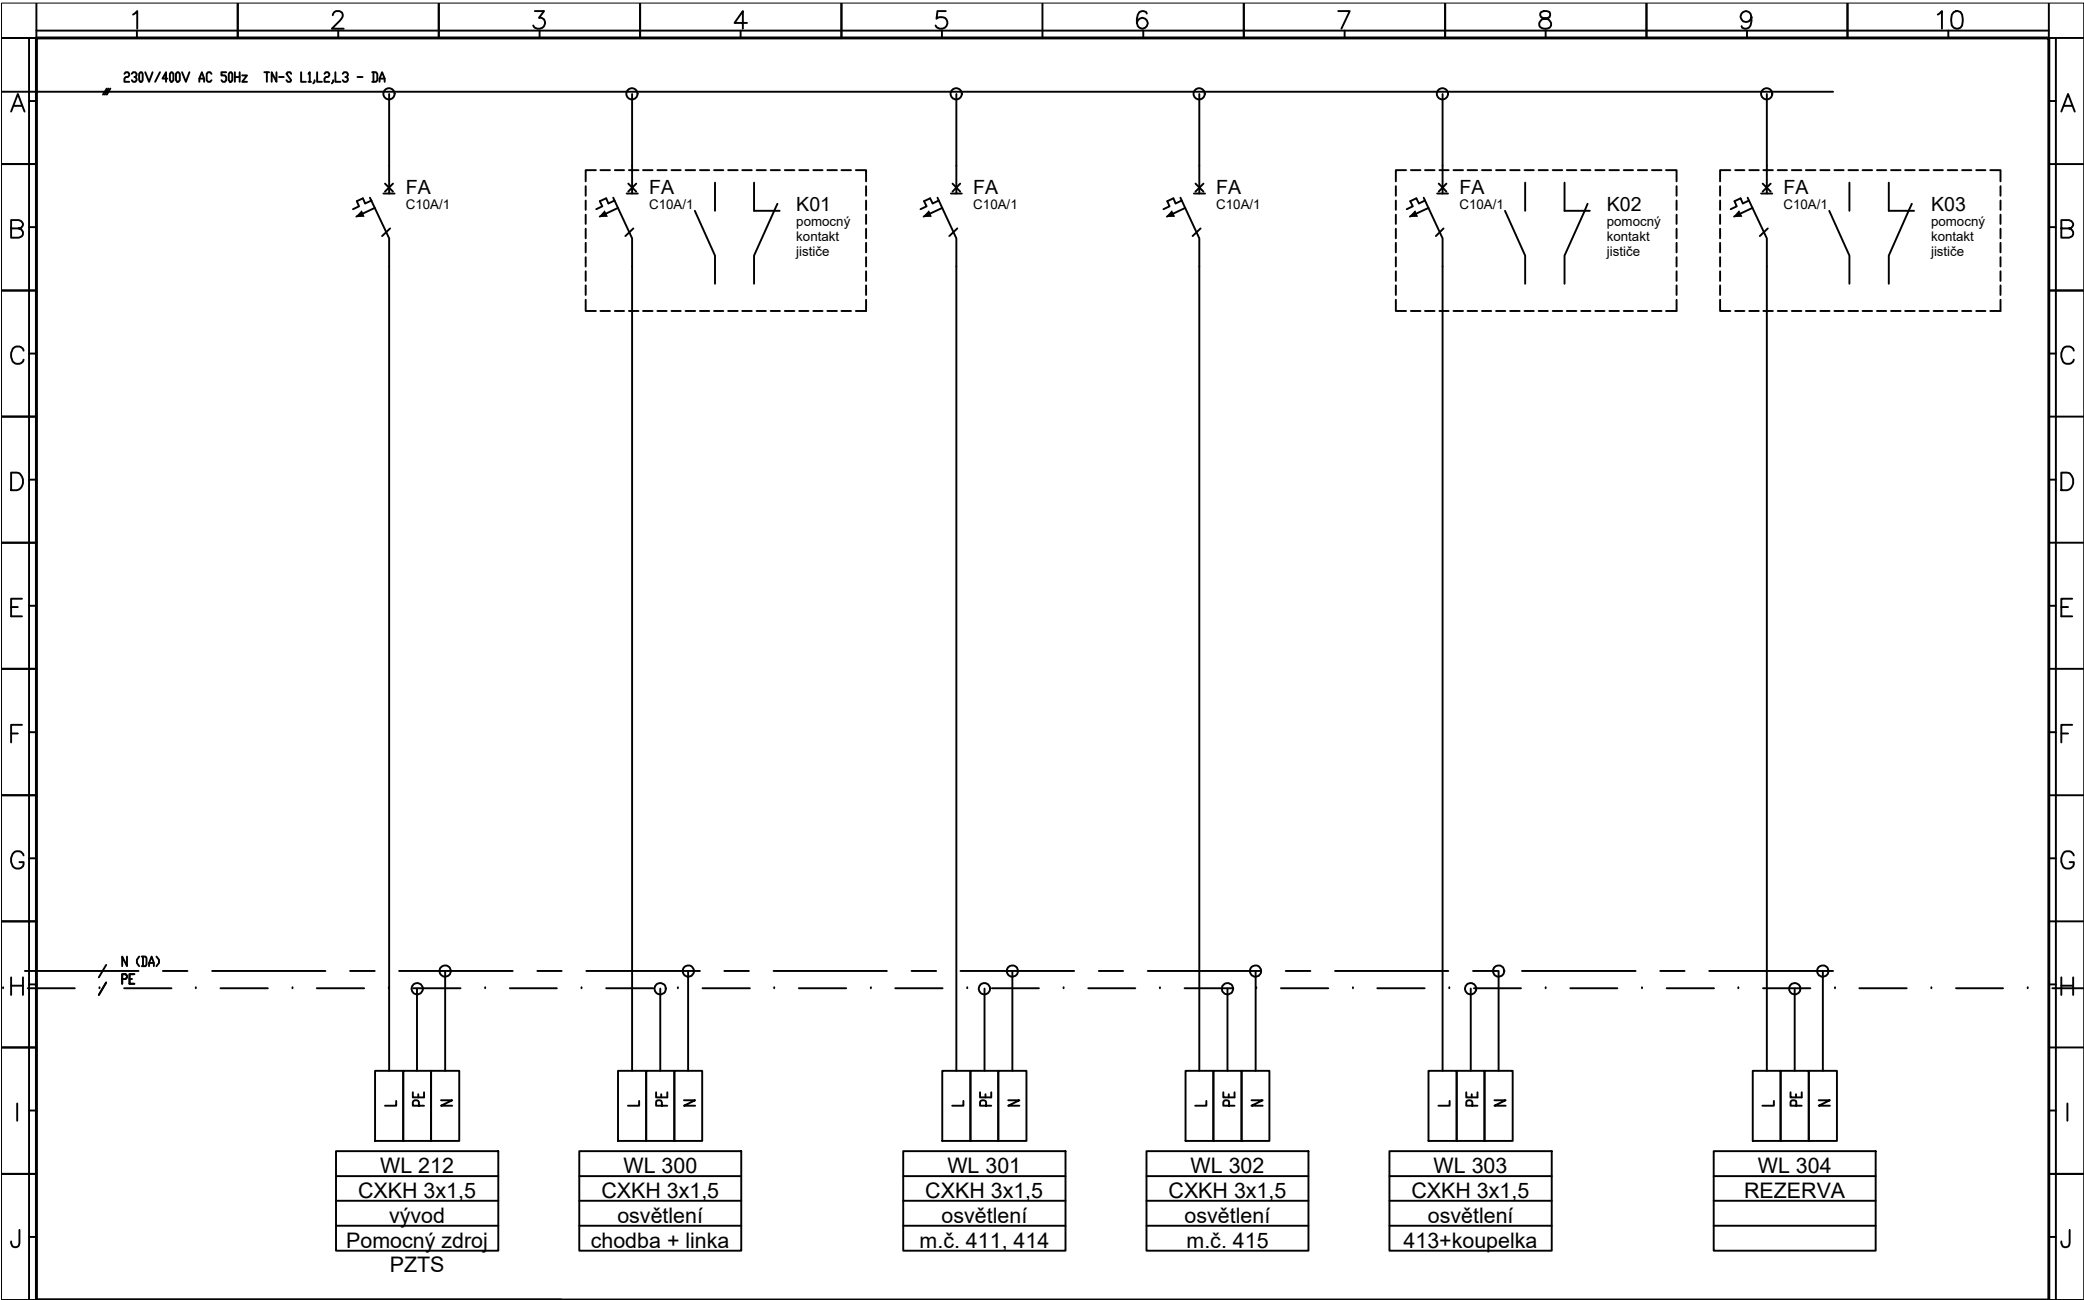 1 2 3 4 5 6 7 8 9 10
230V/400V AC 50Hz TN-S L1,L2,L3 - DA
A A
FA
C10A/1
FA
C10A/1
K01
pomocný
kontakt
jističe
FA
C10A/1
FA
C10A/1
FA
C10A/1
K02
pomocný
kontakt
jističe
FA
C10A/1
K03
pomocný
kontakt
jističe
B B
C C
D D
E E
F F
G G
N (DA)
PE
H H
L PE N
L PE N
L PE N
L PE N
L PE N
L PE N
I I
WL 212
CXKH 3x1,5
vývod
Pomocný zdroj
PZTS
WL 300
CXKH 3x1,5
osvětlení
chodba + linka
WL 301
CXKH 3x1,5
osvětlení
m.č. 411, 414
WL 302
CXKH 3x1,5
osvětlení
m.č. 415
WL 303
CXKH 3x1,5
osvětlení
413+koupelka
WL 304
REZERVA
J J